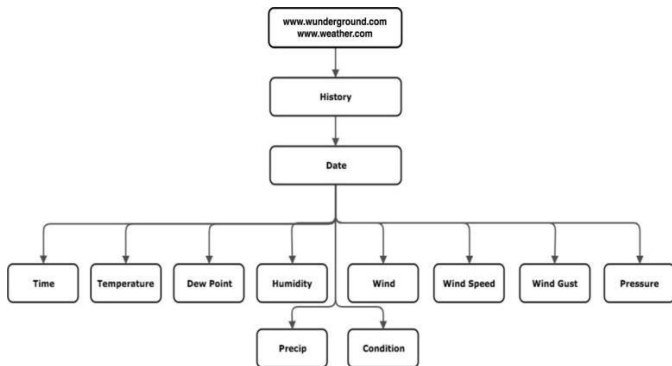 www.wunderground.com
www.weather.com
History
Date
Time
Temperature
Dew Point
Humidity
Wind
Wind Speed
Wind Gust
Pressure
Precip
Condition